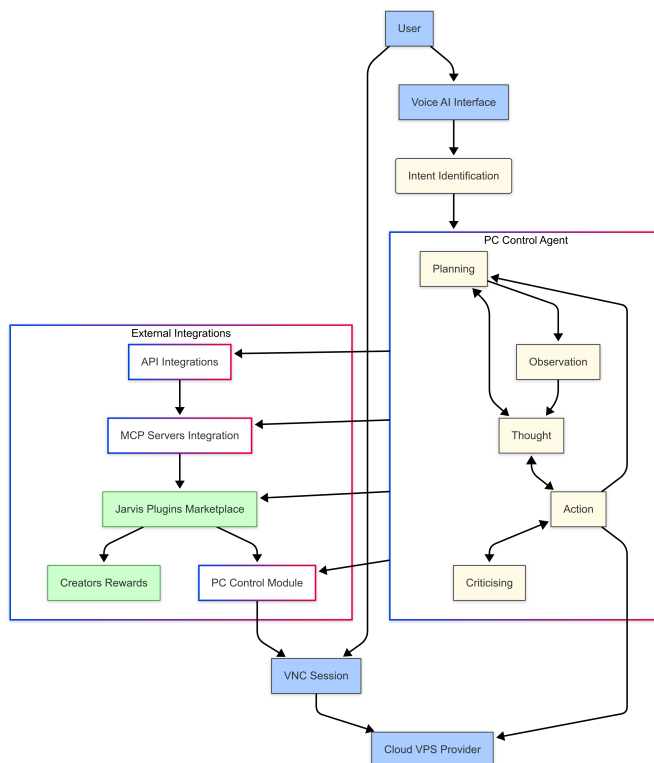 User
Voice AI Interface
Intent Identification
PC Control Agent
Planning
External Integrations
API Integrations
Observation
MCP Servers Integration
Thought
Jarvis Plugins Marketplace
Action
Creators Rewards
PC Control Module
Criticising
VNC Session
Cloud VPS Provider